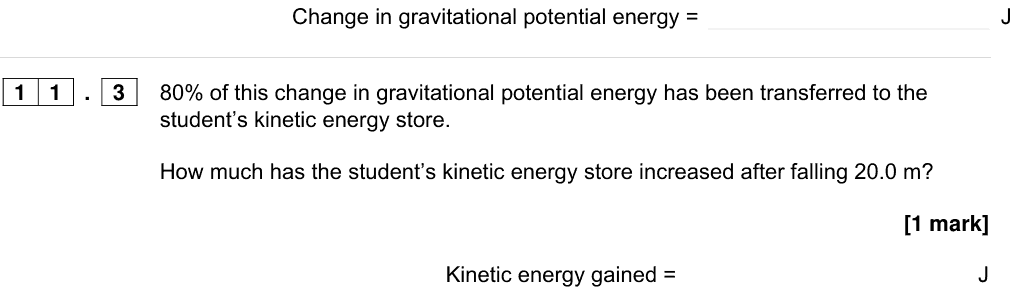 Change in gravitational potential energy = J
11.3 80% of this change in gravitational potential energy has been transferred to the
student’s kinetic energy store.
How much has the student’s kinetic energy store increased after falling 20.0 m?
[1 mark]
Kinetic energy gained = J